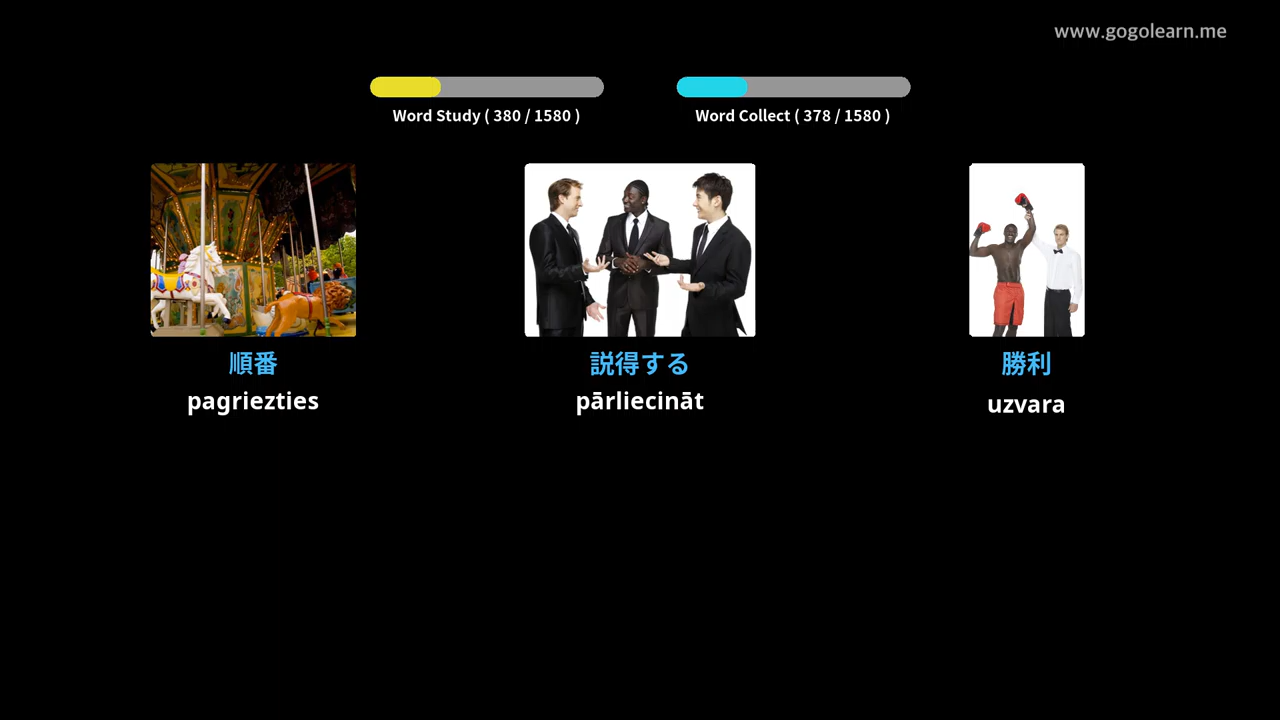 www.gogolearn.me
Word Study ( 380 / 1580 )
Word Collect ( 378 / 1580 )
順番
pagriezties
説得する
pārliecināt
勝利
uzvara